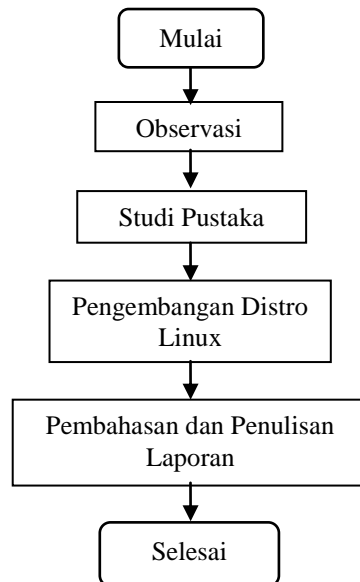 Mulai
Observasi
Studi Pustaka
Pengembangan Distro
Linux
Pembahasan dan Penulisan
Laporan
Selesai